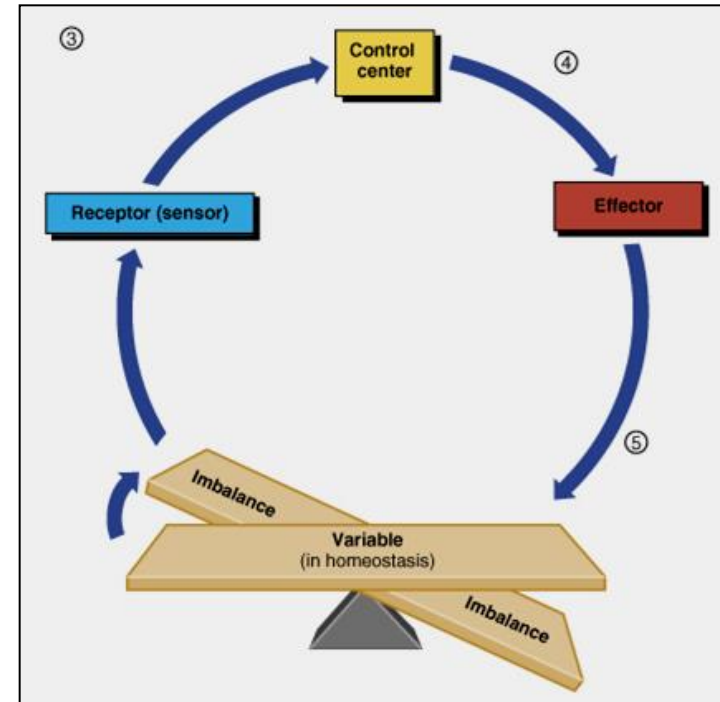 ③
Control
center
④
Receptor (sensor)
Effector
⑤
Imbalance
Variable
(in homeostasis)
Imbalance